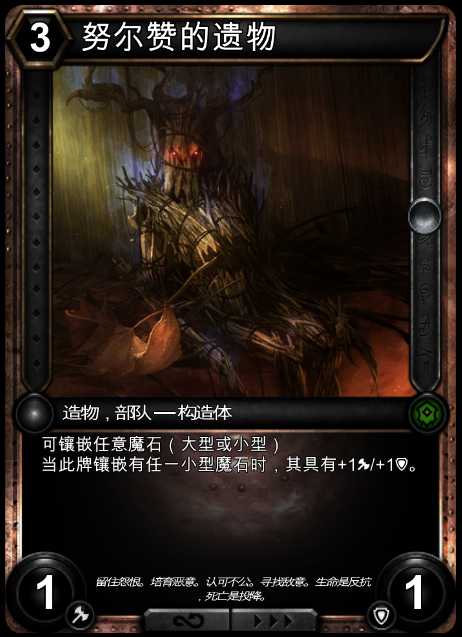 3
努尔赞的遗物
造物，部队 — 构造体
可镶嵌任意魔石（大型或小型）
当此牌镶嵌有任一小型魔石时，其具有+1/+1。
留住怨恨。培育恶意。认可不公。寻找敌意。生命是反抗
，死亡是投降。
1
1